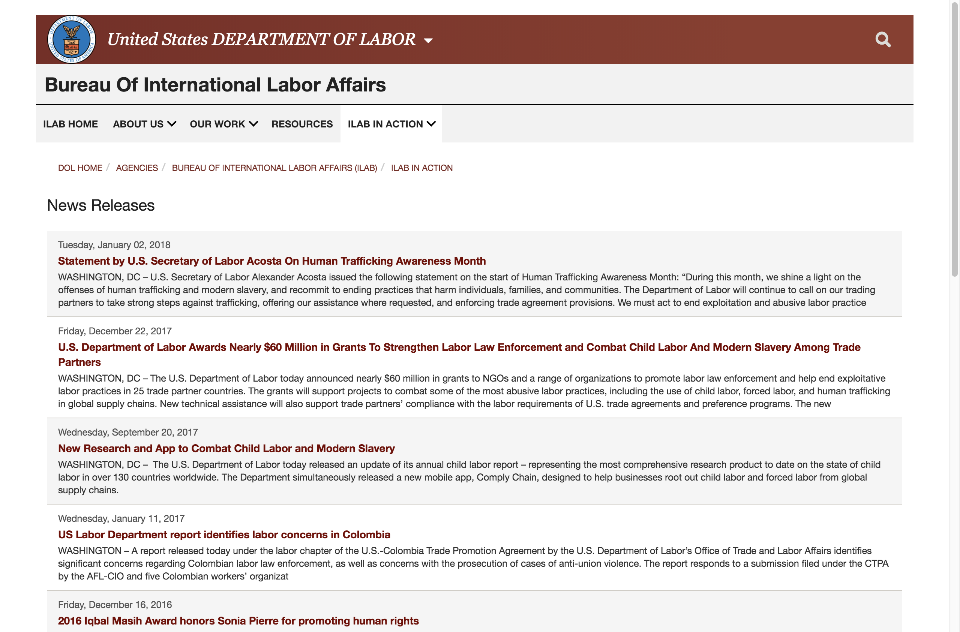 United States DEPARTMENT OF LABOR
Bureau Of International Labor Affairs
ILAB HOME ABOUT US OUR WORK RESOURCES ILAB IN ACTION
DOL HOME / AGENCIES / BUREAU OF INTERNATIONAL LABOR AFFAIRS (ILAB) / ILAB IN ACTION
News Releases
Tuesday, January 02, 2018
Statement by U.S. Secretary of Labor Acosta On Human Trafficking Awareness Month
WASHINGTON, DC – U.S. Secretary of Labor Alexander Acosta issued the following statement on the start of Human Trafficking Awareness Month: “During this month, we shine a light on the
offenses of human trafficking and modern slavery, and recommit to ending practices that harm individuals, families, and communities. The Department of Labor will continue to call on our trading
partners to take strong steps against trafficking, offering our assistance where requested, and enforcing trade agreement provisions. We must act to end exploitation and abusive labor practice
Friday, December 22, 2017
U.S. Department of Labor Awards Nearly $60 Million in Grants To Strengthen Labor Law Enforcement and Combat Child Labor And Modern Slavery Among Trade
Partners
WASHINGTON, DC – The U.S. Department of Labor today announced nearly $60 million in grants to NGOs and a range of organizations to promote labor law enforcement and help end exploitative
labor practices in 25 trade partner countries. The grants will support projects to combat some of the most abusive labor practices, including the use of child labor, forced labor, and human trafficking
in global supply chains. New technical assistance will also support trade partners’ compliance with the labor requirements of U.S. trade agreements and preference programs. The new
Wednesday, September 20, 2017
New Research and App to Combat Child Labor and Modern Slavery
WASHINGTON, DC – The U.S. Department of Labor today released an update of its annual child labor report – representing the most comprehensive research product to date on the state of child
labor in over 130 countries worldwide. The Department simultaneously released a new mobile app, Comply Chain, designed to help businesses root out child labor and forced labor from global
supply chains.
Wednesday, January 11, 2017
US Labor Department report identifies labor concerns in Colombia
WASHINGTON – A report released today under the labor chapter of the U.S.-Colombia Trade Promotion Agreement by the U.S. Department of Labor’s Office of Trade and Labor Affairs identifies
significant concerns regarding Colombian labor law enforcement, as well as concerns with the prosecution of cases of anti-union violence. The report responds to a submission filed under the CTPA
by the AFL-CIO and five Colombian workers’ organizat
Friday, December 16, 2016
2016 Iqbal Masih Award honors Sonia Pierre for promoting human rights